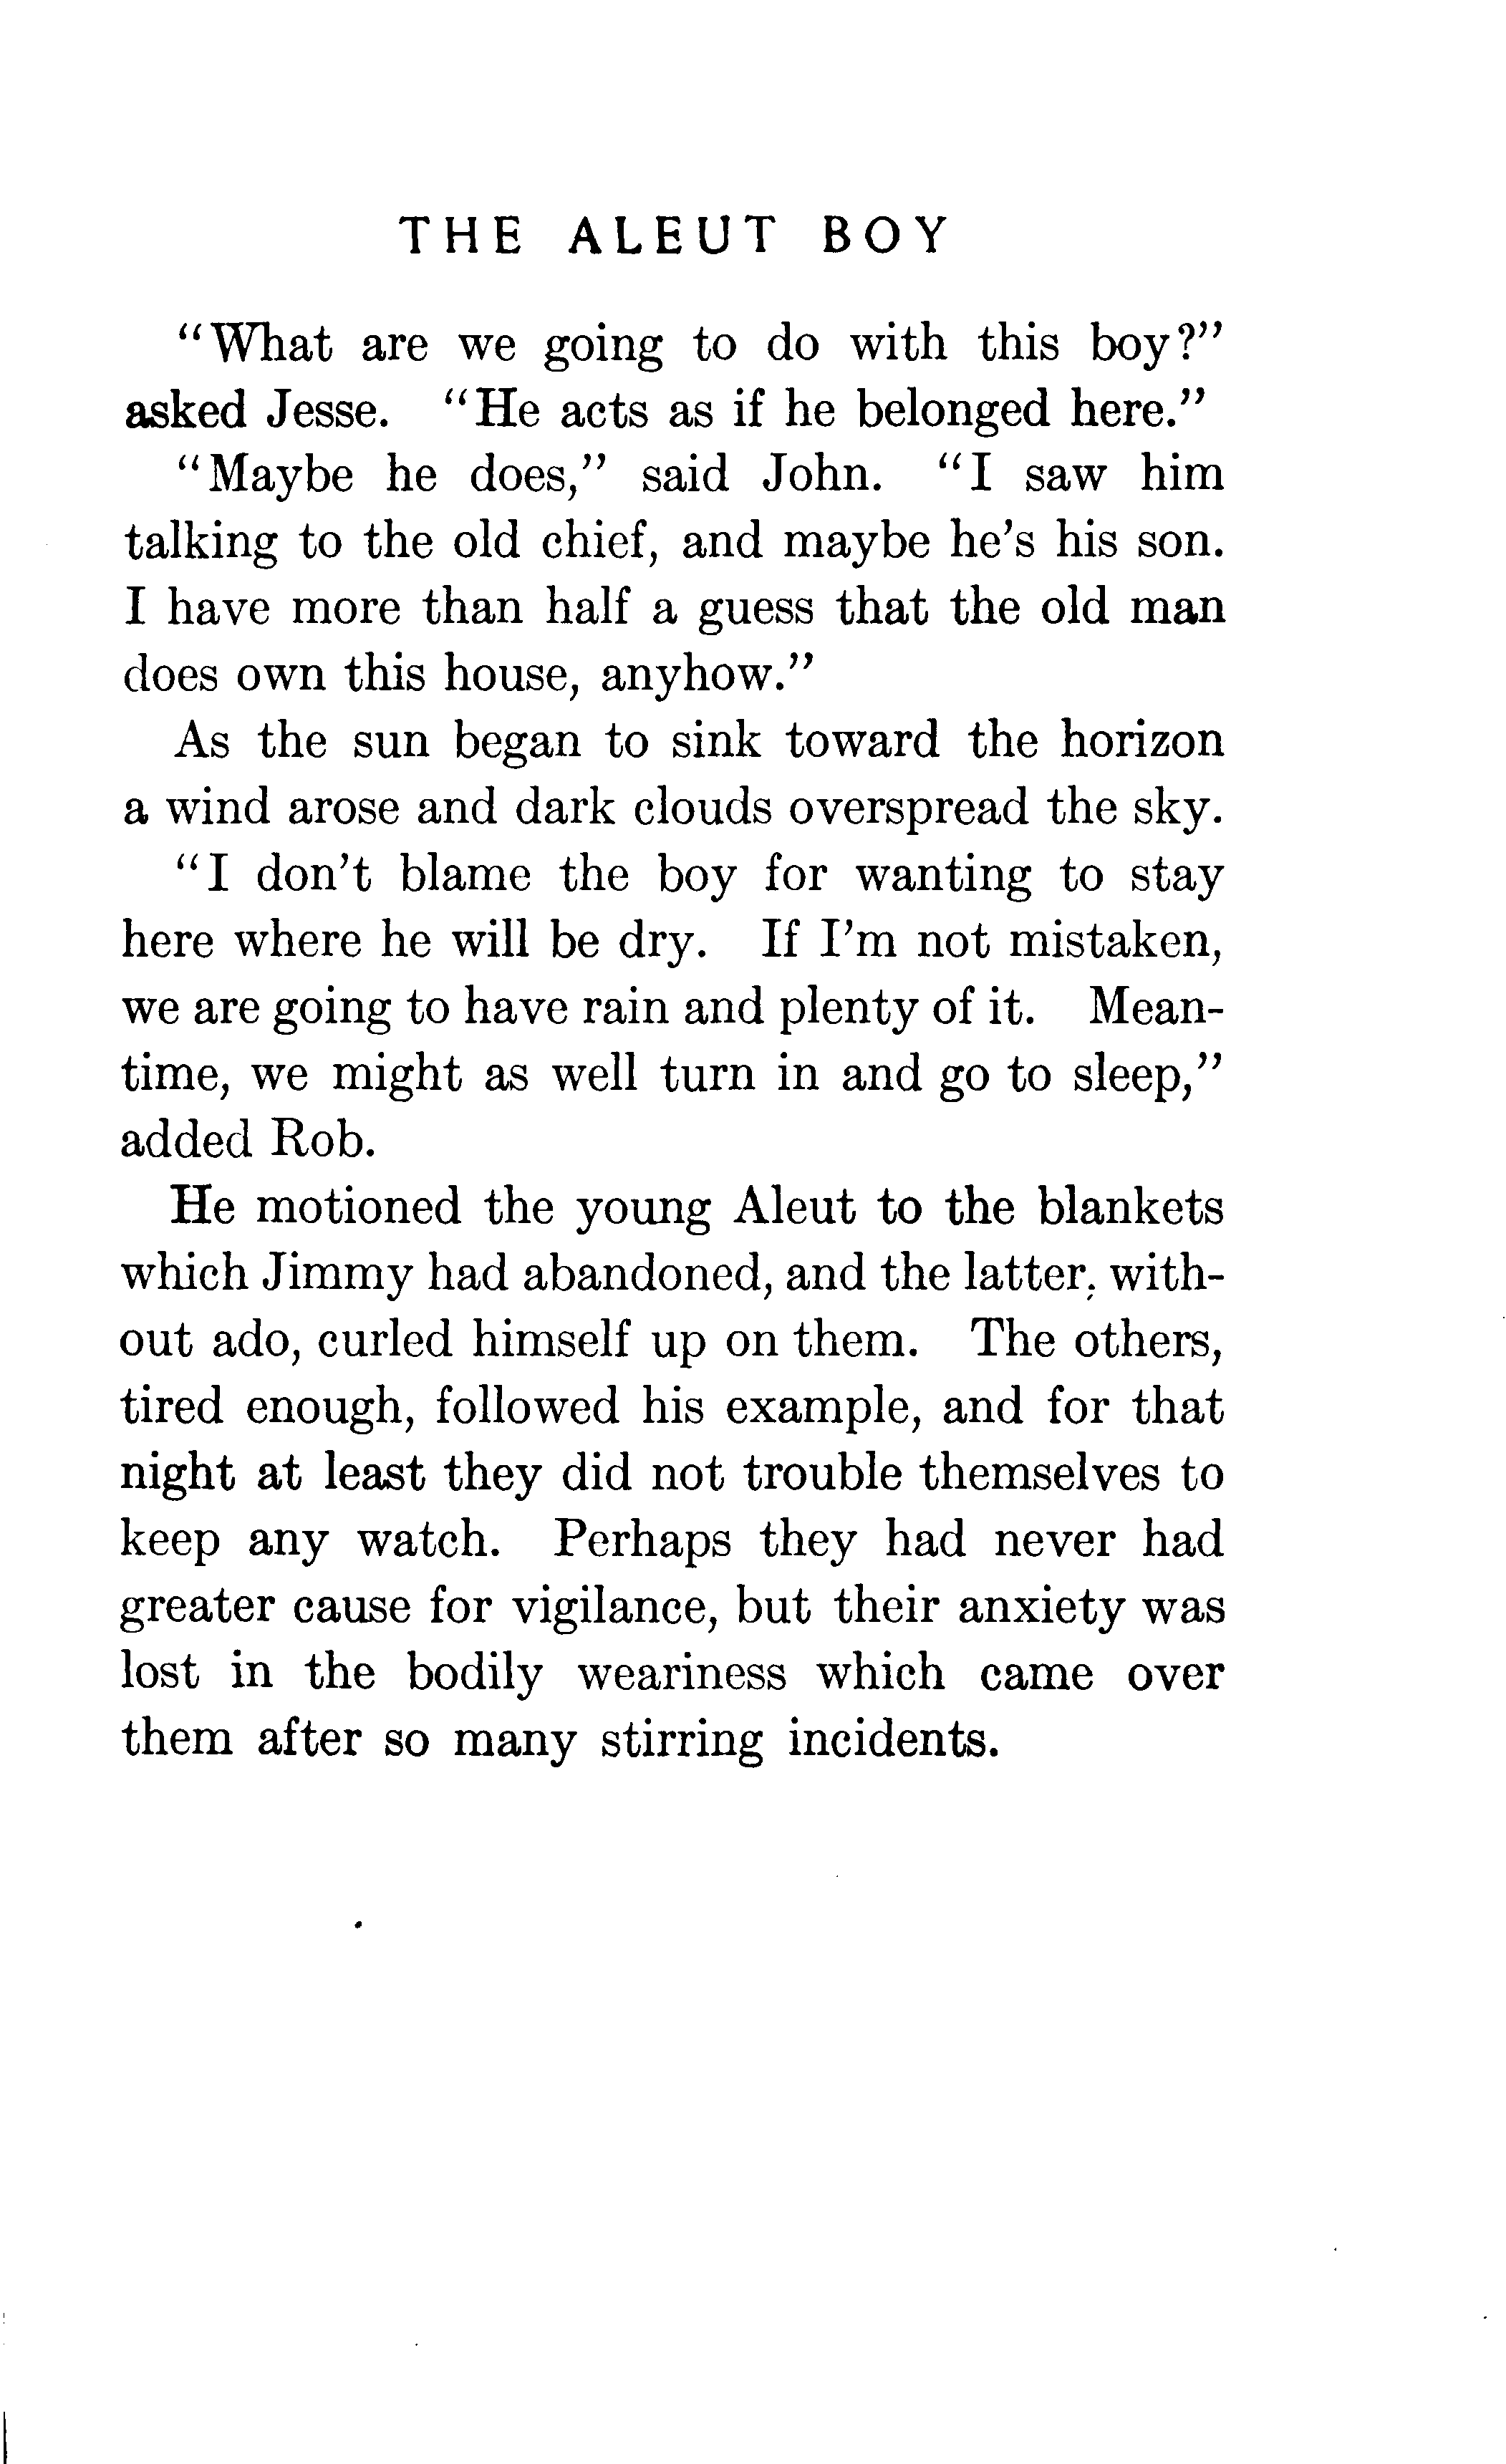 THE ALEUT BOY
"What are we going to do with this boy?"
asked Jesse. "He acts as if he belonged here."
"Maybe he does," said John. "I saw him
talking to the old chief, and maybe he's his son.
I have more than half a guess that the old man
does own this house, anyhow."
As the sun began to sink toward the horizon
a wind arose and dark clouds overspread the sky.
"I don't blame the boy for wanting to stay
here where he will be dry. If I'm not mistaken,
we are going to have rain and plenty of it. Mean-
time, we might as well turn in and go to sleep,"
added Rob.
He motioned the young Aleut to the blankets
which Jimmy had abandoned, and the latter, with-
out ado, curled himself up on them. The others,
tired enough, followed his example, and for that
night at least they did not trouble themselves to
keep any watch. Perhaps they had never had
greater cause for vigilance, but their anxiety was
lost in the bodily weariness which came over
them after so many stirring incidents.